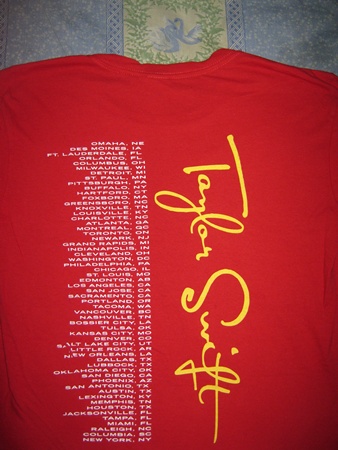 OMAHA, NE
DES MOINES, IA
FT. LAUDERDALE, FL
ORLANDO, FL
COLUMBUS, OH
MILWAUKEE, WI
DETROIT, MI
ST. PAUL, MN
PITTSBURGH, PA
BUFFALO, NY
HARTFORD, CT
FOXBORO, MA
GREENSBORO, NC
KNOXVILLE, TN
LOUISVILLE, KY
CHARLOTTE, NC
ATLANTA, GA
MONTREAL, QC
TORONTO, ON
NEWARK, NJ
GRAND RAPIDS, MI
INDIANAPOLIS, IN
CLEVELAND, OH
WASHINGTON, DC
PHILADELPHIA, PA
CHICAGO, IL
ST. LOUIS, MO
EDMONTON, AB
LOS ANGELES, CA
SAN JOSE, CA
SACRAMENTO, CA
PORTLAND, OR
TACOMA, WA
VANCOUVER, BC
NASHVILLE, TN
BOSSIER CITY, LA
TULSA, OK
KANSAS CITY, MO
DENVER, CO
SALT LAKE CITY, UT
LITTLE ROCK, AR
NEW ORLEANS, LA
DALLAS, TX
LUBBOCK, TX
OKLAHOMA CITY, OK
SAN DIEGO, CA
PHOENIX, AZ
SAN ANTONIO, TX
AUSTIN, TX
LEXINGTON, KY
MEMPHIS, TN
HOUSTON, TX
JACKSONVILLE, FL
TAMPA, FL
MIAMI, FL
RALEIGH, NC
COLUMBIA, SC
NEW YORK, NY
Taylor Swift